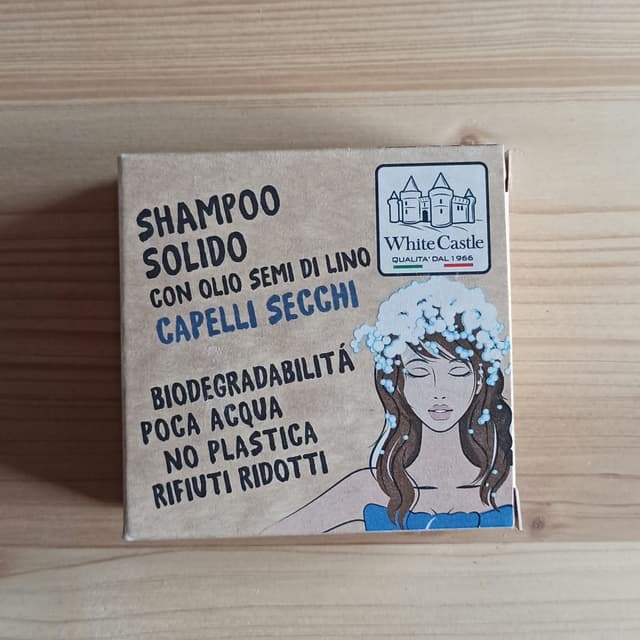 SHAMPOO
SOLIDO
CON OLIO SEMI DI LINO
CAPELLI SECCHI
BIODEGRADABILITÁ
POCA ACQUA
NO PLASTICA
RIFIUTI RIDOTTI
White Castle
QUALITA' DAL 1966